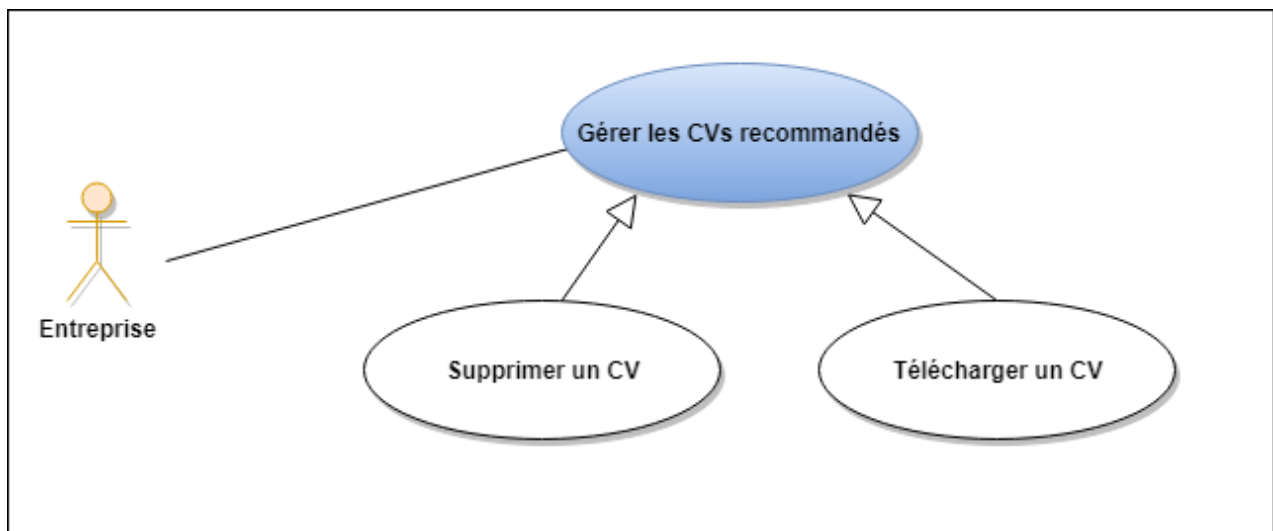 Gérer les CVs recommandés
Entreprise
Supprimer un CV
Télécharger un CV